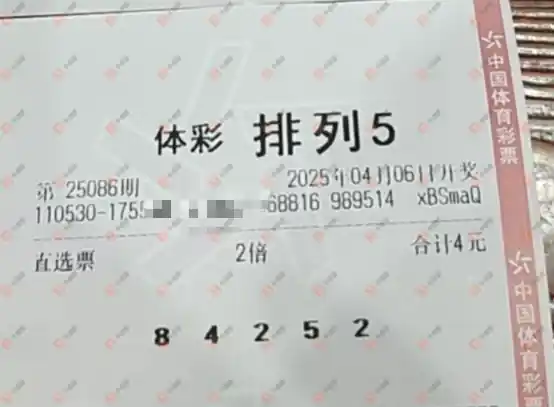 体彩 排列5
第 25086期 2025年04月06日开奖
110530-1755 68816 989514 xBSmaQ
直选票 2倍 合计4元
8 4 2 5 2
中国体育彩票
中国体育彩票